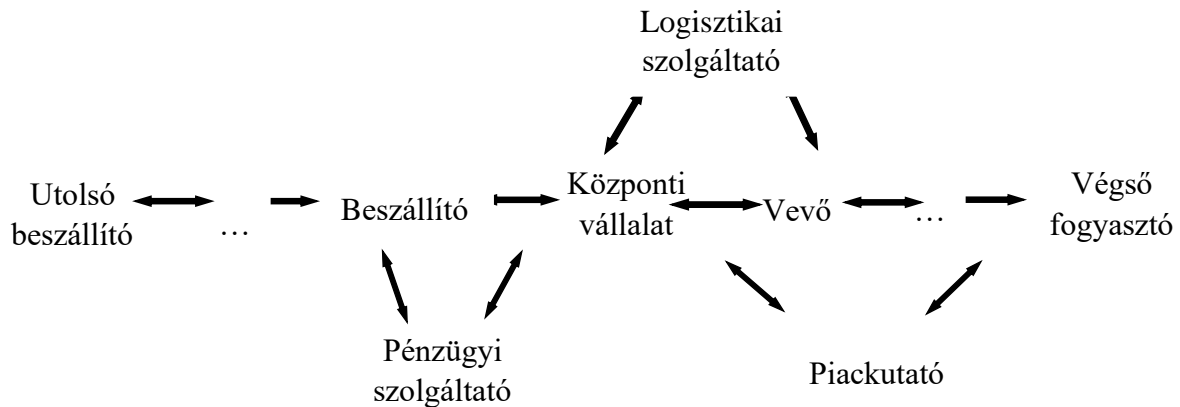 Logisztikai
szolgáltató
Utolsó
beszállító
…
Beszállító
Központi
vállalat
Vevő
…
Végső
fogyasztó
Pénzügyi
szolgáltató
Piackutató